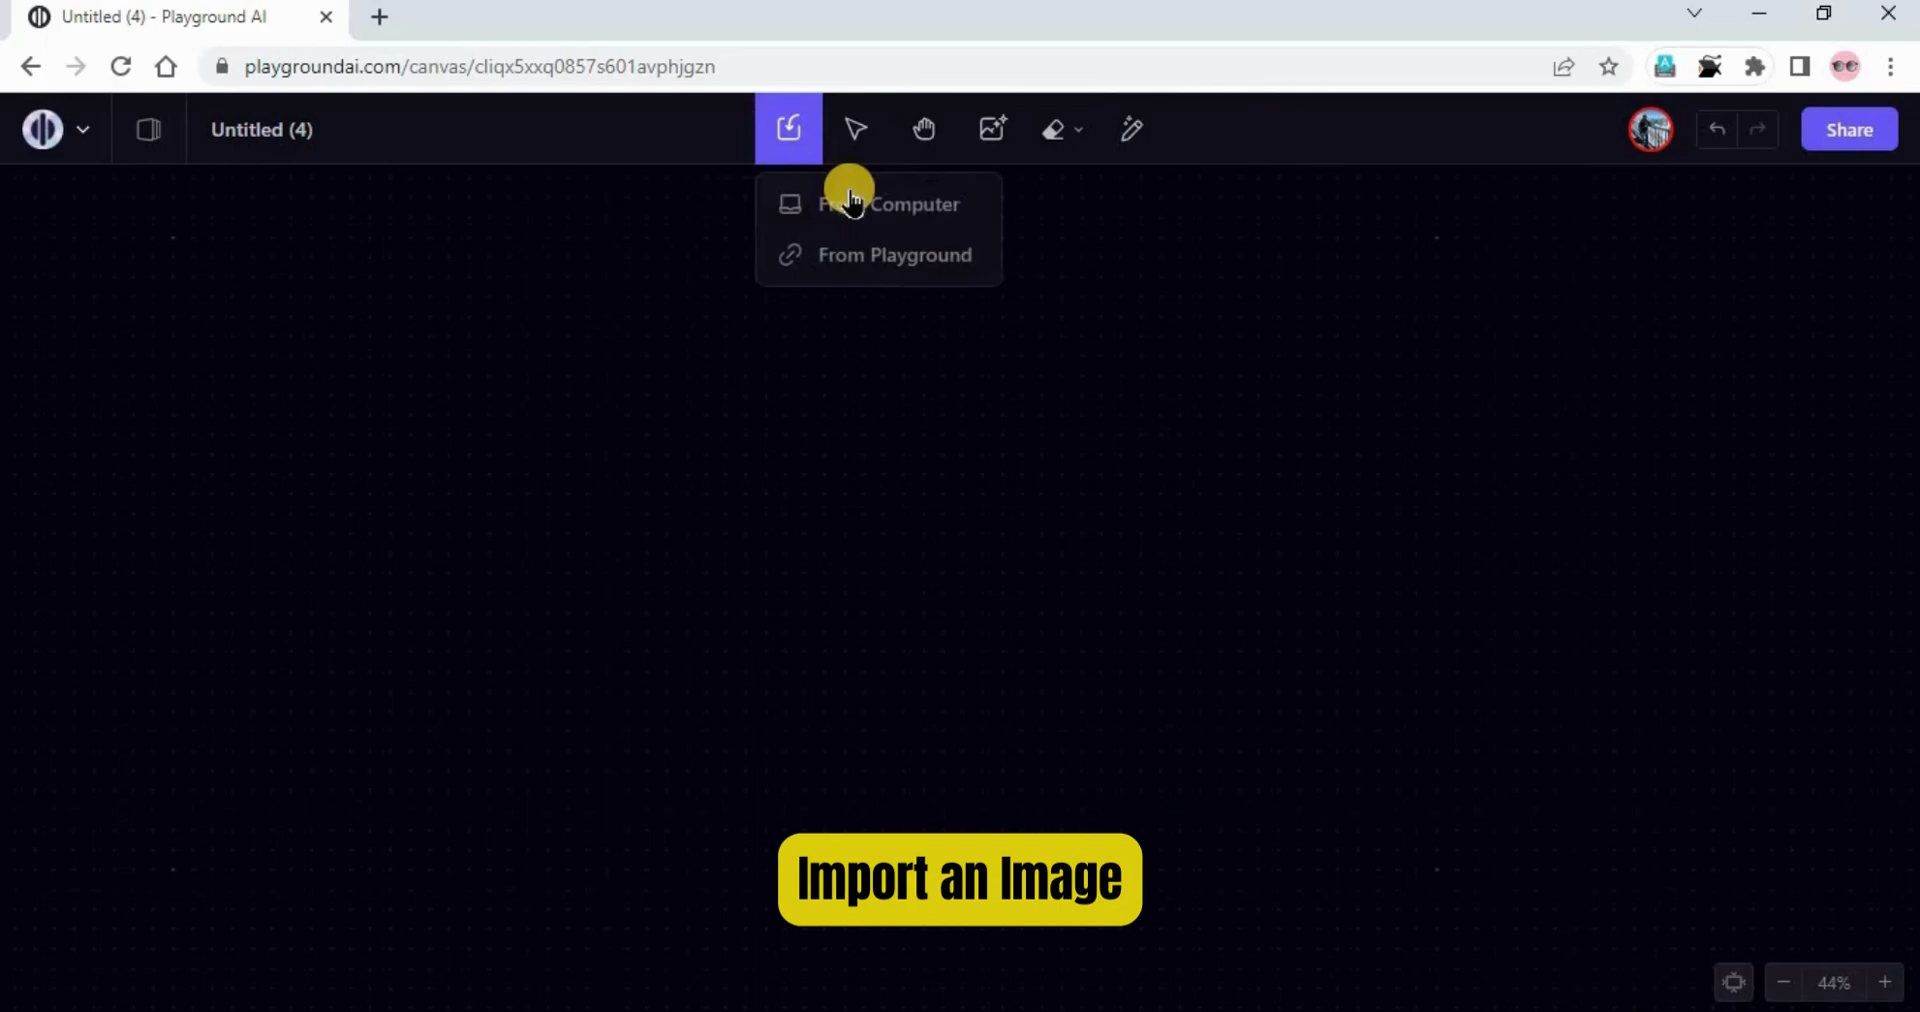 Untitled (4) - Playground AI
playgroundai.com/canvas/cliqx5xxq0857s601avphjgzn
Untitled (4)
Share
Computer
From Playground
Import an Image
44%